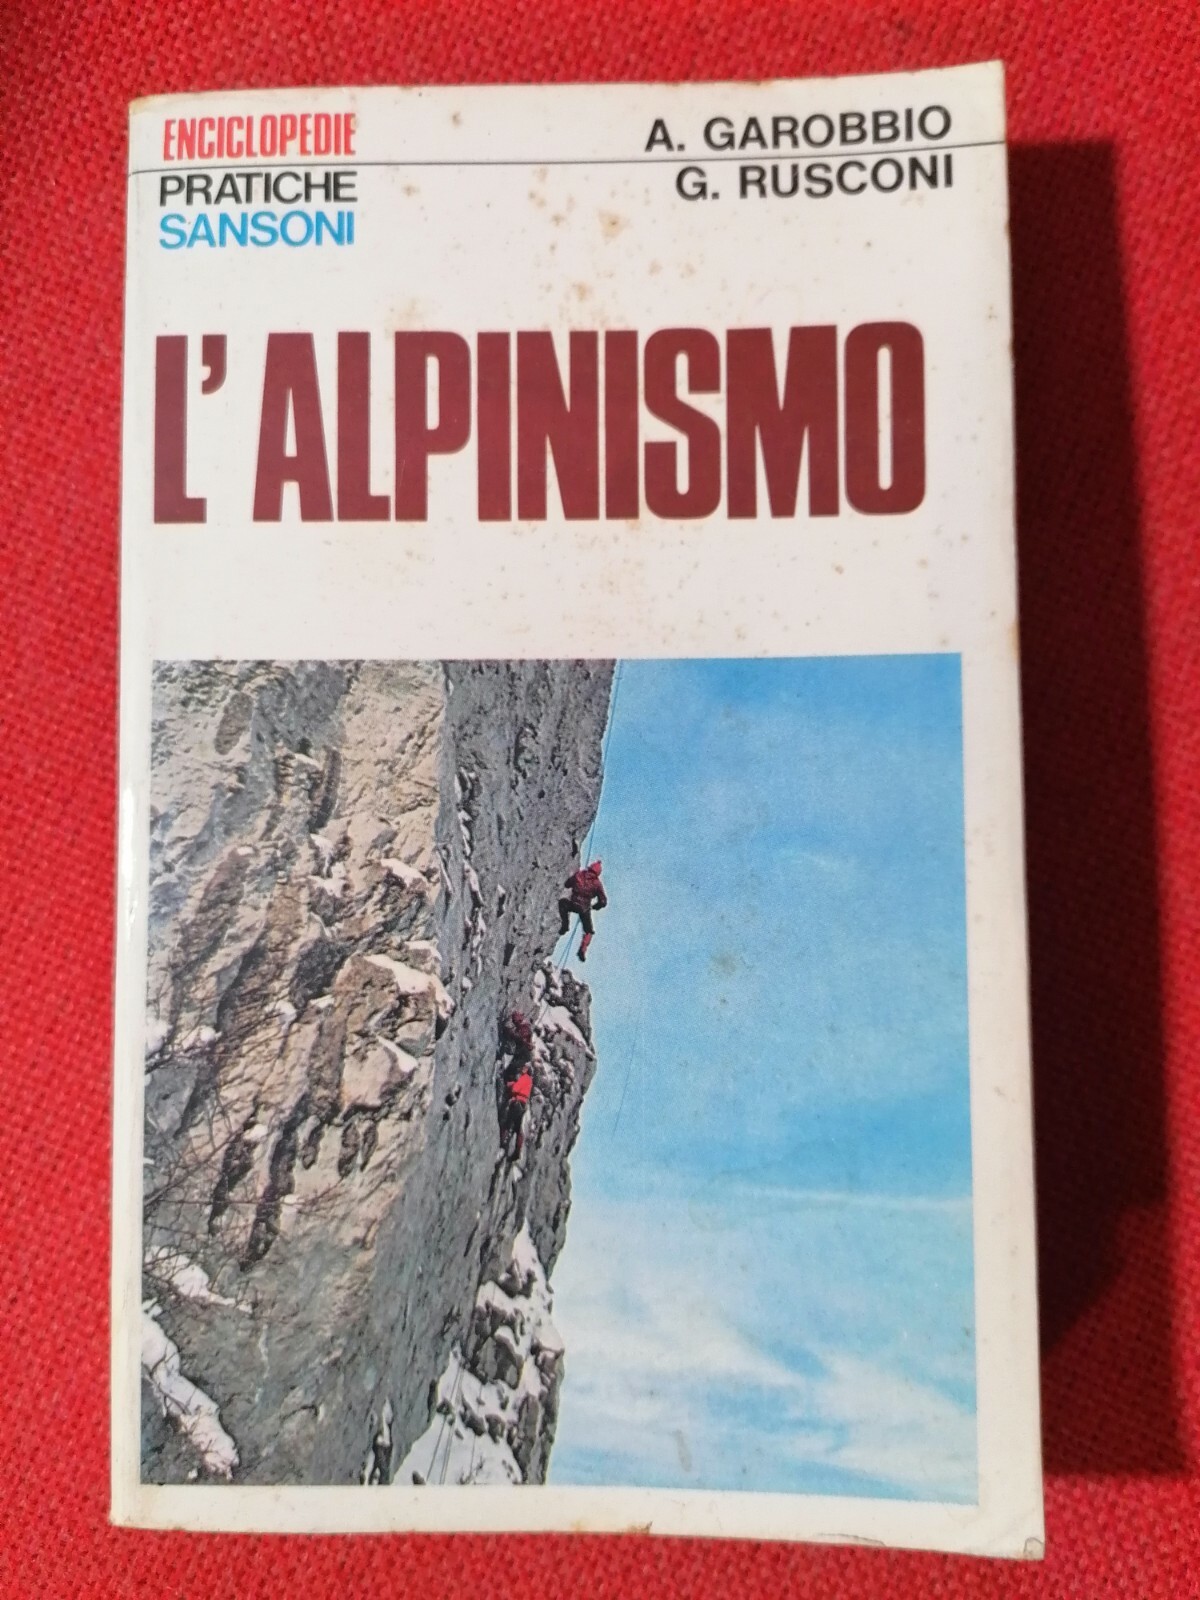 ENCICLOPEDIE
PRATICHE
SANSONI
A. GAROBBIO
G. RUSCONI
L'ALPINISMO